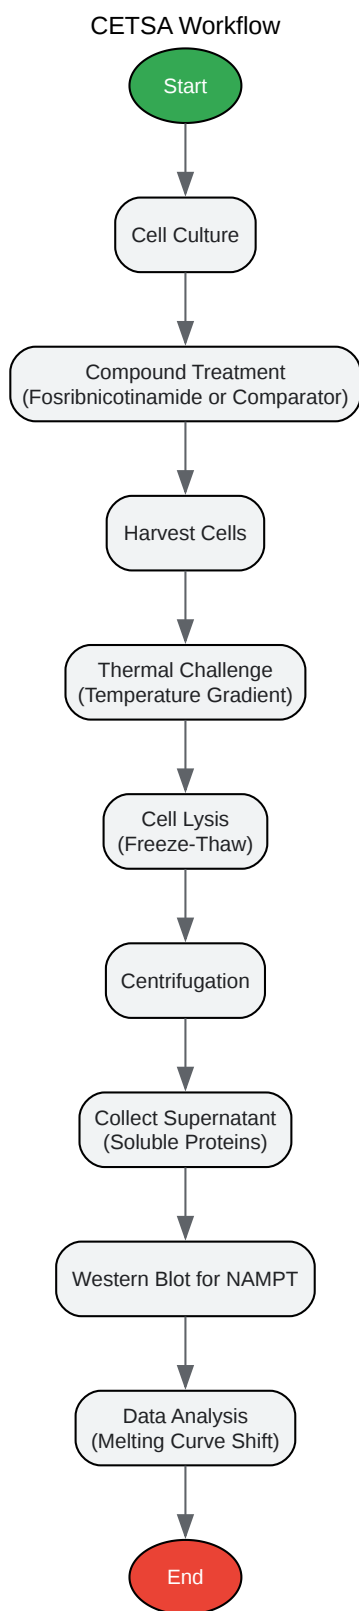 CETSA Workflow
Start
Cell Culture
Compound Treatment
(Fosribnicotinamide or Comparator)
Harvest Cells
Thermal Challenge
(Temperature Gradient)
Cell Lysis
(Freeze-Thaw)
Centrifugation
Collect Supernatant
(Soluble Proteins)
Western Blot for NAMPT
Data Analysis
(Melting Curve Shift)
End